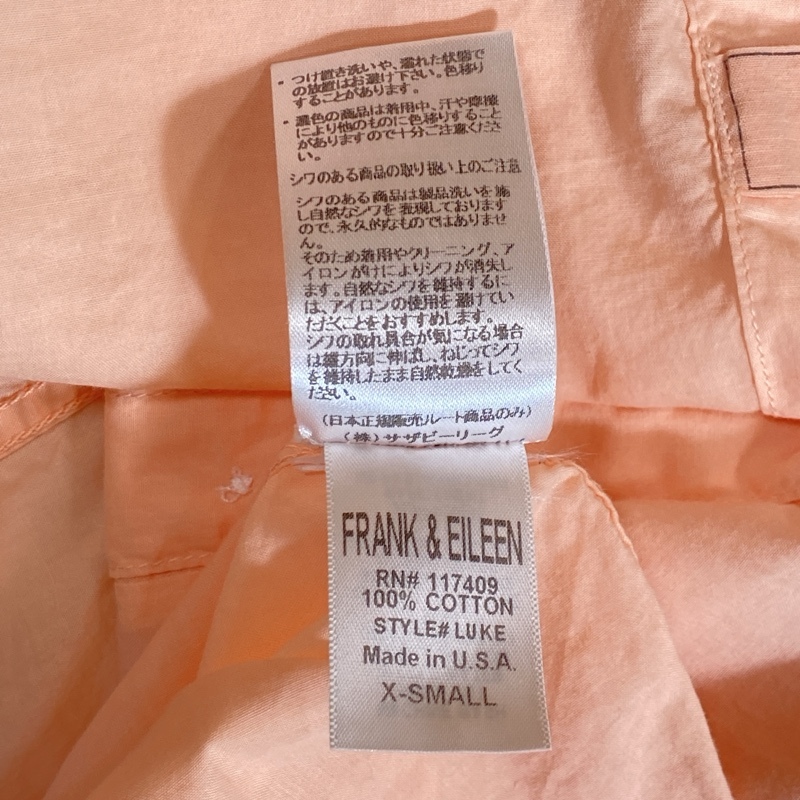 ・つけ置き洗いや、濡れた状態で
の放置はお避け下さい。色移り
することがあります。
・濃色の商品は着用中、汗や摩擦
により他のものに色移りすること
がありますので十分ご注意くださ
い。
シワのある商品の取り扱い上のご注意
シワのある商品は製品洗いを施
し自然なシワを表現しております
ので、永久的なものではありませ
ん。
そのため着用やクリーニング、ア
イロンがけによりシワが消失し
ます。自然なシワを維持するに
は、アイロンの使用を避けてい
ただくことをおすすめします。
シワの取れ具合が気になる場合
は縦方向に伸ばし、ねじってシワ
を維持したまま自然乾燥をしてく
ださい。
(日本正規販売ルート商品のみ)
(株)サザビーリーグ
FRANK & EILEEN
RN# 117409
100% COTTON
STYLE# LUKE
Made in U.S.A.
X-SMALL